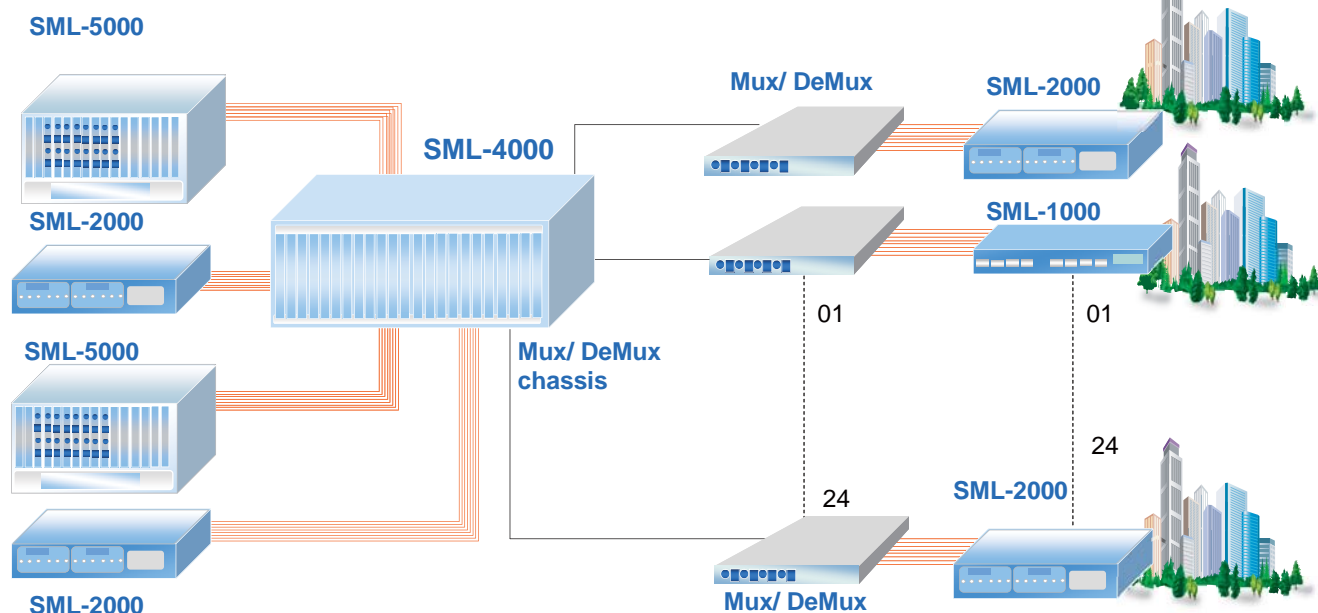 SML-5000
Mux/ DeMux
SML-2000
SML-4000
SML-2000
SML-1000
01
01
SML-5000
Mux/ DeMux
chassis
24
SML-2000
24
SML-2000
Mux/ DeMux